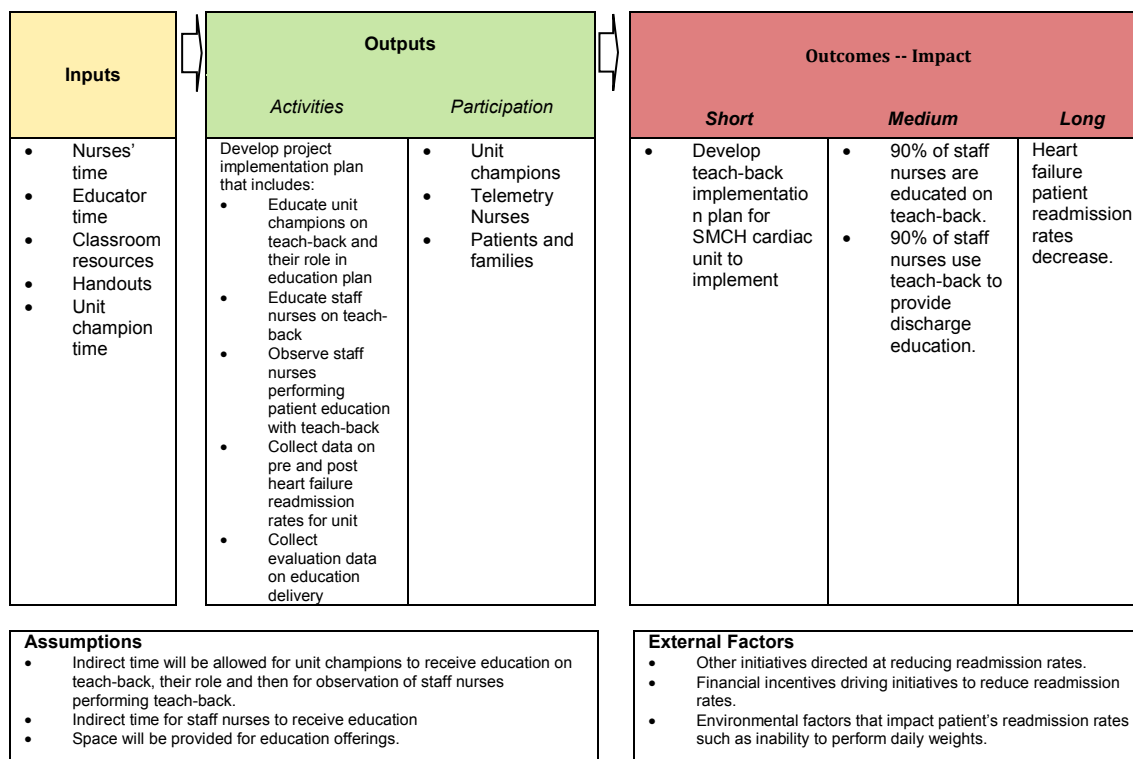 Inputs
Outputs
Activities
Participation
Outcomes -- Impact
Short
Medium
Long
• Nurses'
time
• Educator
time
• Classroom
resources
• Handouts
• Unit
champion
time
Develop project
implementation plan
that includes:
• Educate unit
champions on
teach-back and
their role in
education plan
• Educate staff
nurses on teach-
back
• Observe staff
nurses
performing
patient education
with teach-back
• Collect data on
pre and post
heart failure
readmission
rates for unit
• Collect
evaluation data
on education
delivery
• Unit
champions
• Telemetry
Nurses
• Patients and
families
• Develop
teach-back
implementatio
n plan for
SMCH cardiac
unit to
implement
• 90% of staff
nurses are
educated on
teach-back.
• 90% of staff
nurses use
teach-back to
provide
discharge
education.
Heart
failure
patient
readmission
rates
decrease.
Assumptions
• Indirect time will be allowed for unit champions to receive education on
teach-back, their role and then for observation of staff nurses
performing teach-back.
• Indirect time for staff nurses to receive education
• Space will be provided for education offerings.
External Factors
• Other initiatives directed at reducing readmission rates.
• Financial incentives driving initiatives to reduce readmission
rates.
• Environmental factors that impact patient's readmission rates
such as inability to perform daily weights.